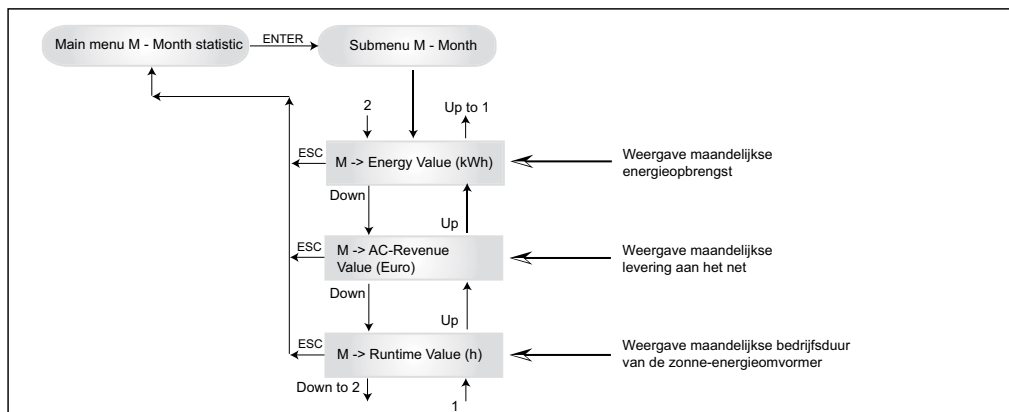 Main menu M - Month statistic
ENTER
Submenu M - Month
2
Up to 1
ESC
M -> Energy Value (kWh)
Weergave maandelijkse
energieopbrengst
Down
Up
ESC
M -> AC-Revenue
Value (Euro)
Weergave maandelijkse
levering aan het net
Down
Up
ESC
M -> Runtime Value (h)
Weergave maandelijkse bedrijfsduur
van de zonne-energieomvormer
Down to 2
1